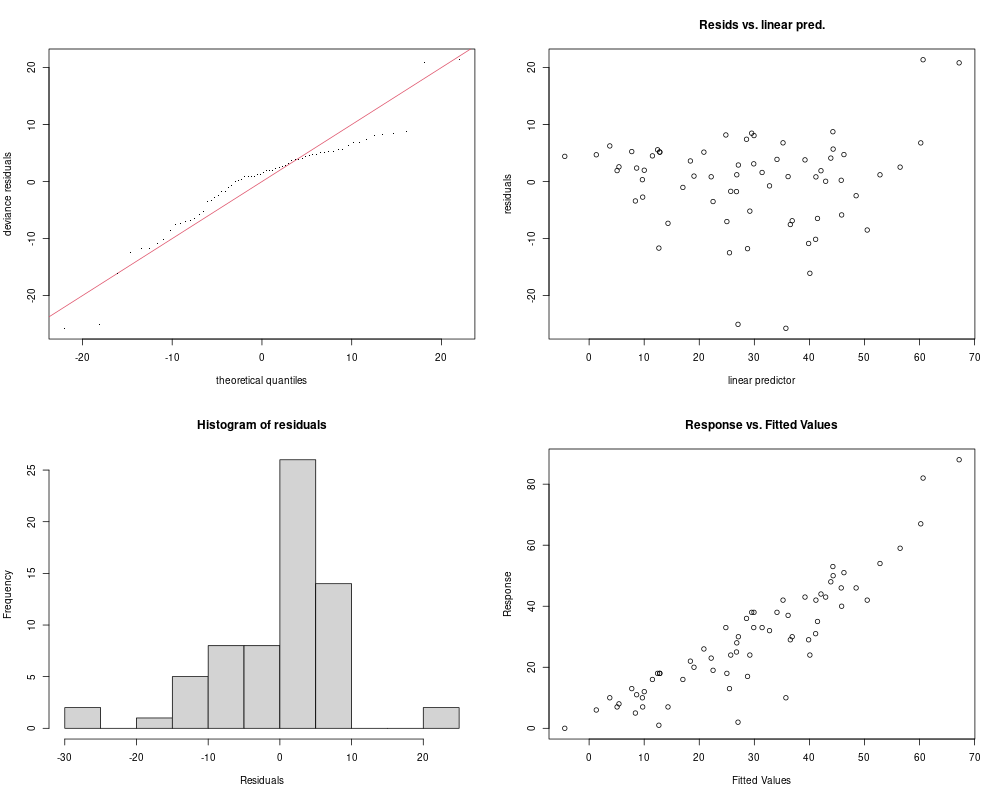 deviance residuals
20
10
0
-10
-20
-20 -10 0 10 20
theoretical quantiles
Resids vs. linear pred.
residuals
20
10
0
-10
-20
0 10 20 30 40 50 60 70
linear predictor
Histogram of residuals
Frequency
25
20
15
10
5
0
-30 -20 -10 0 10 20
Residuals
Response vs. Fitted Values
Response
80
60
40
20
0
0 10 20 30 40 50 60 70
Fitted Values